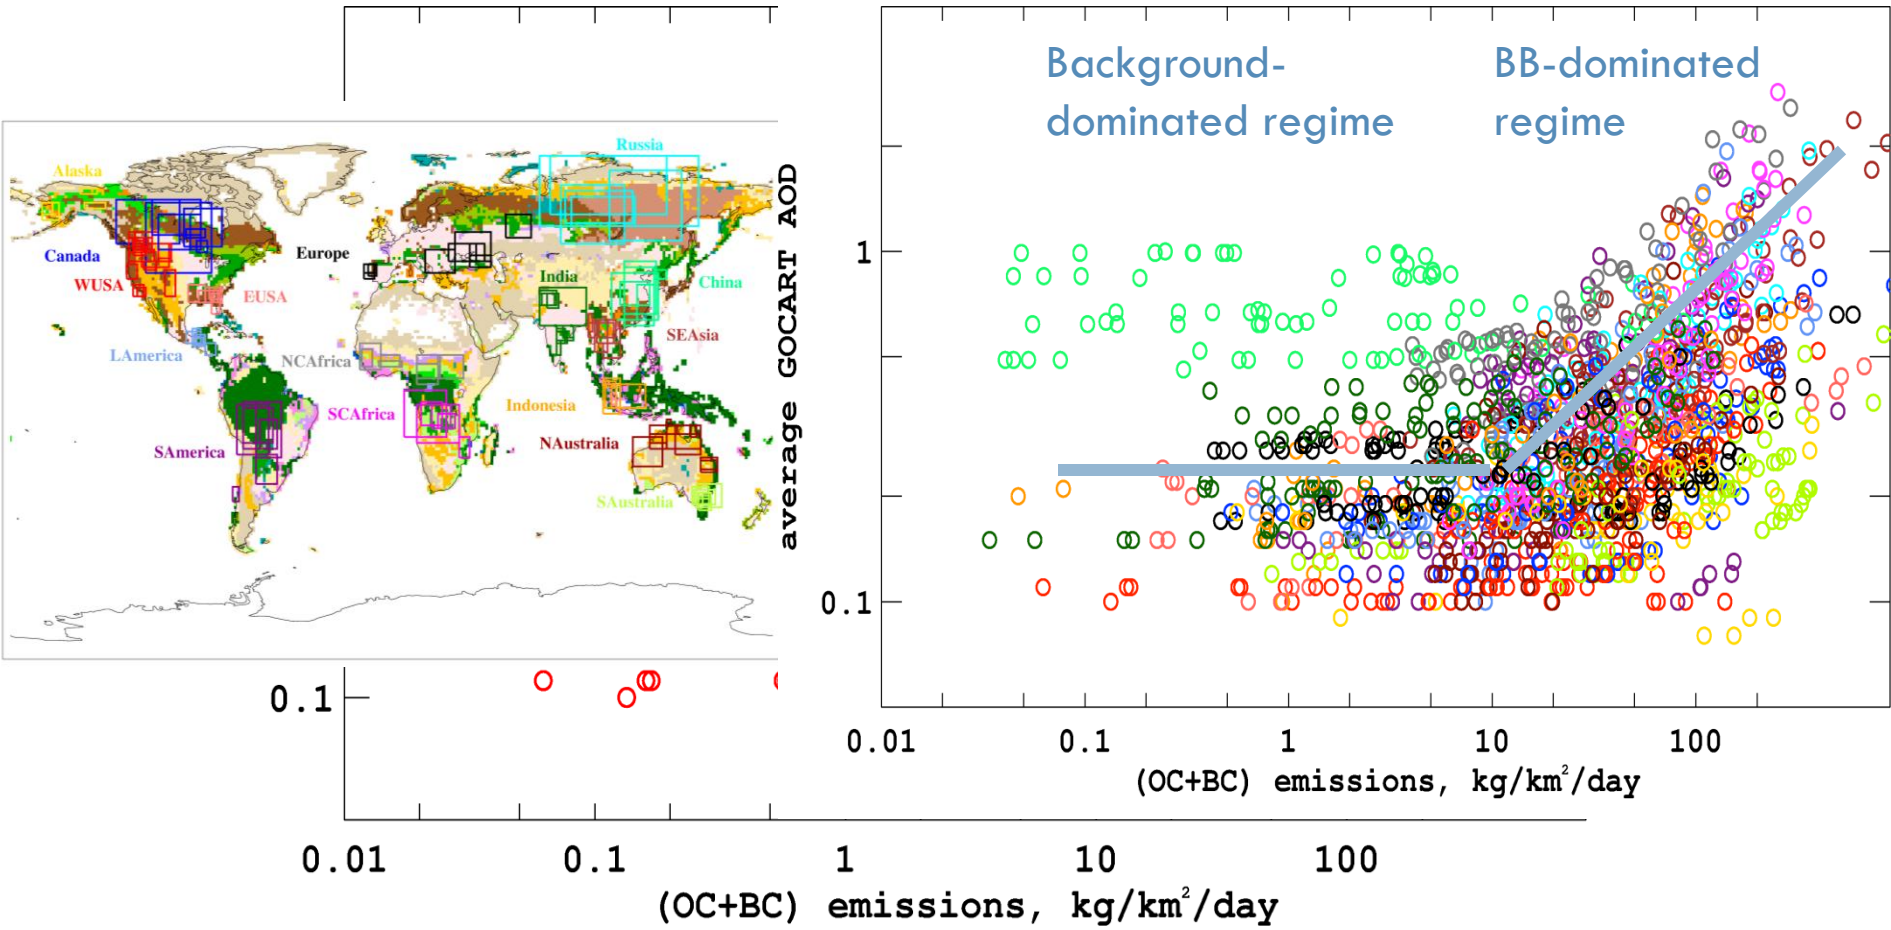 Background-
dominated regime
BB-dominated
regime
Russia
Alaska
Canada
Europe
WUSA
EUSA
India
China
LAmerica
NCAfrica
SEAsia
SCAfrica
Indonesia
SAmerica
NAustralia
SAustralia
average GOCART AOD
1
0.1
0.01 0.1 1 10 100
(OC+BC) emissions, kg/km²/day
0.1
0.01 0.1 1 10 100
(OC+BC) emissions, kg/km²/day